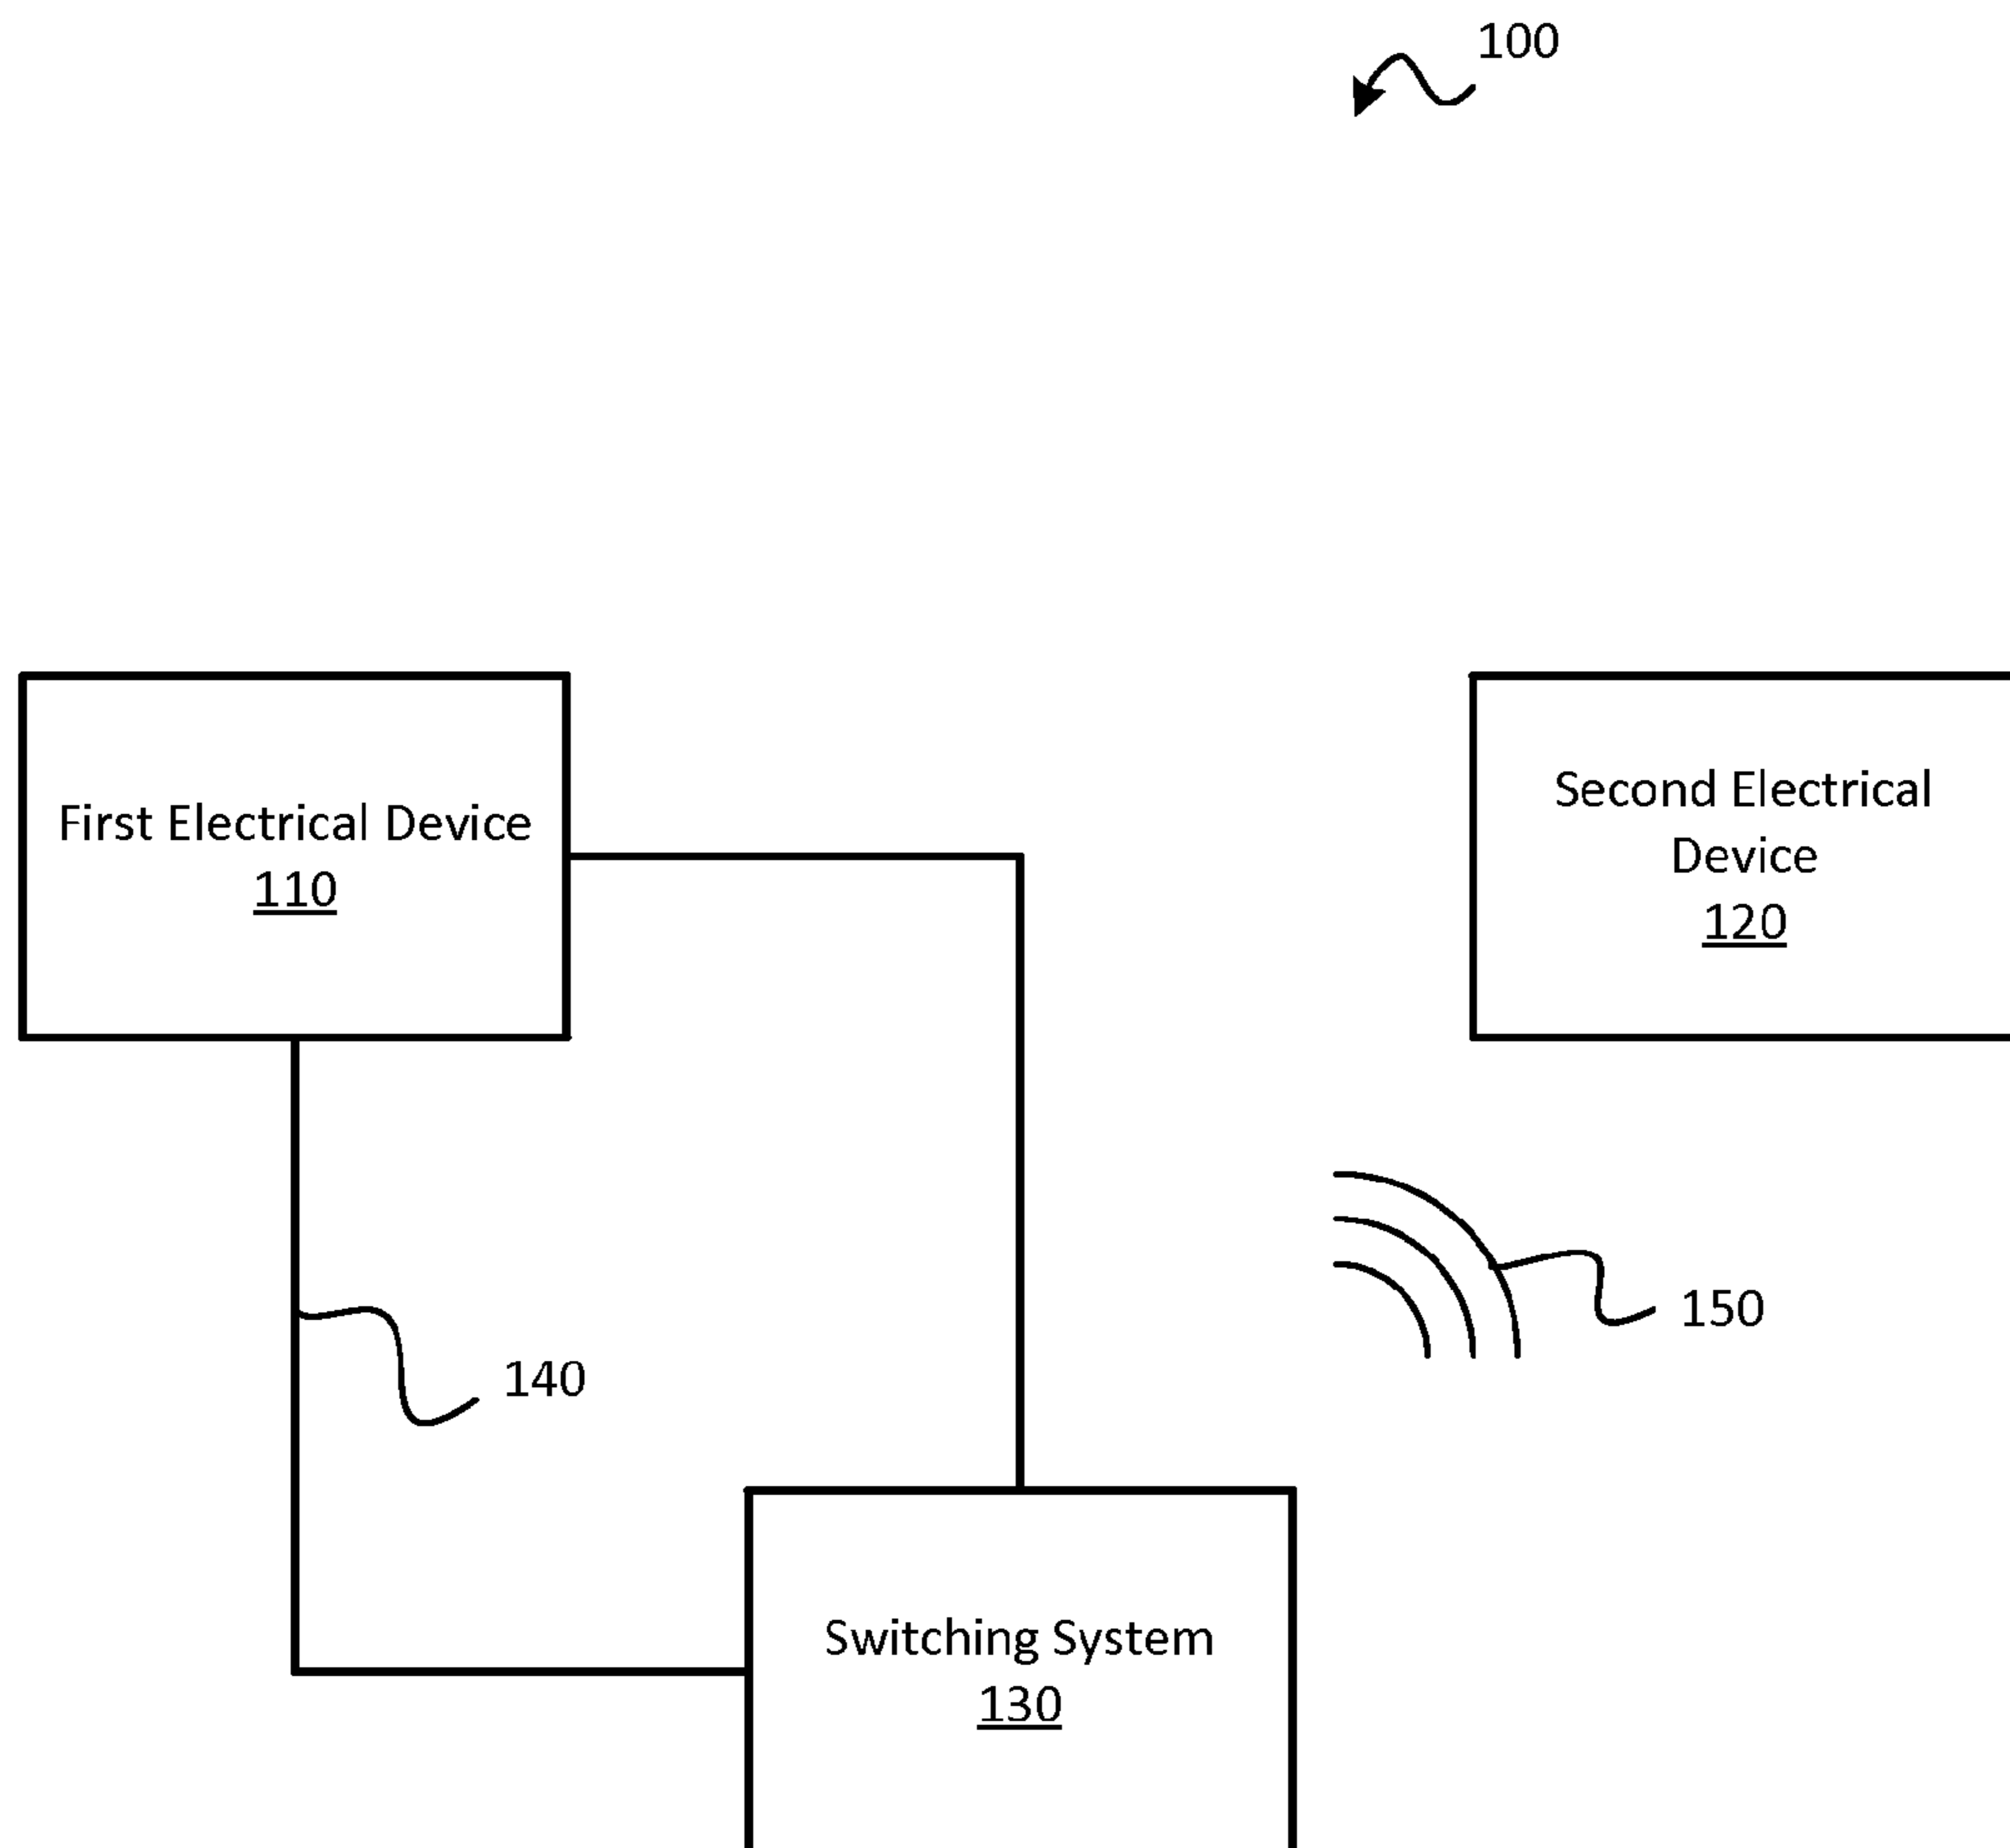 100
First Electrical Device
110
Second Electrical
Device
120
150
140
Switching System
130